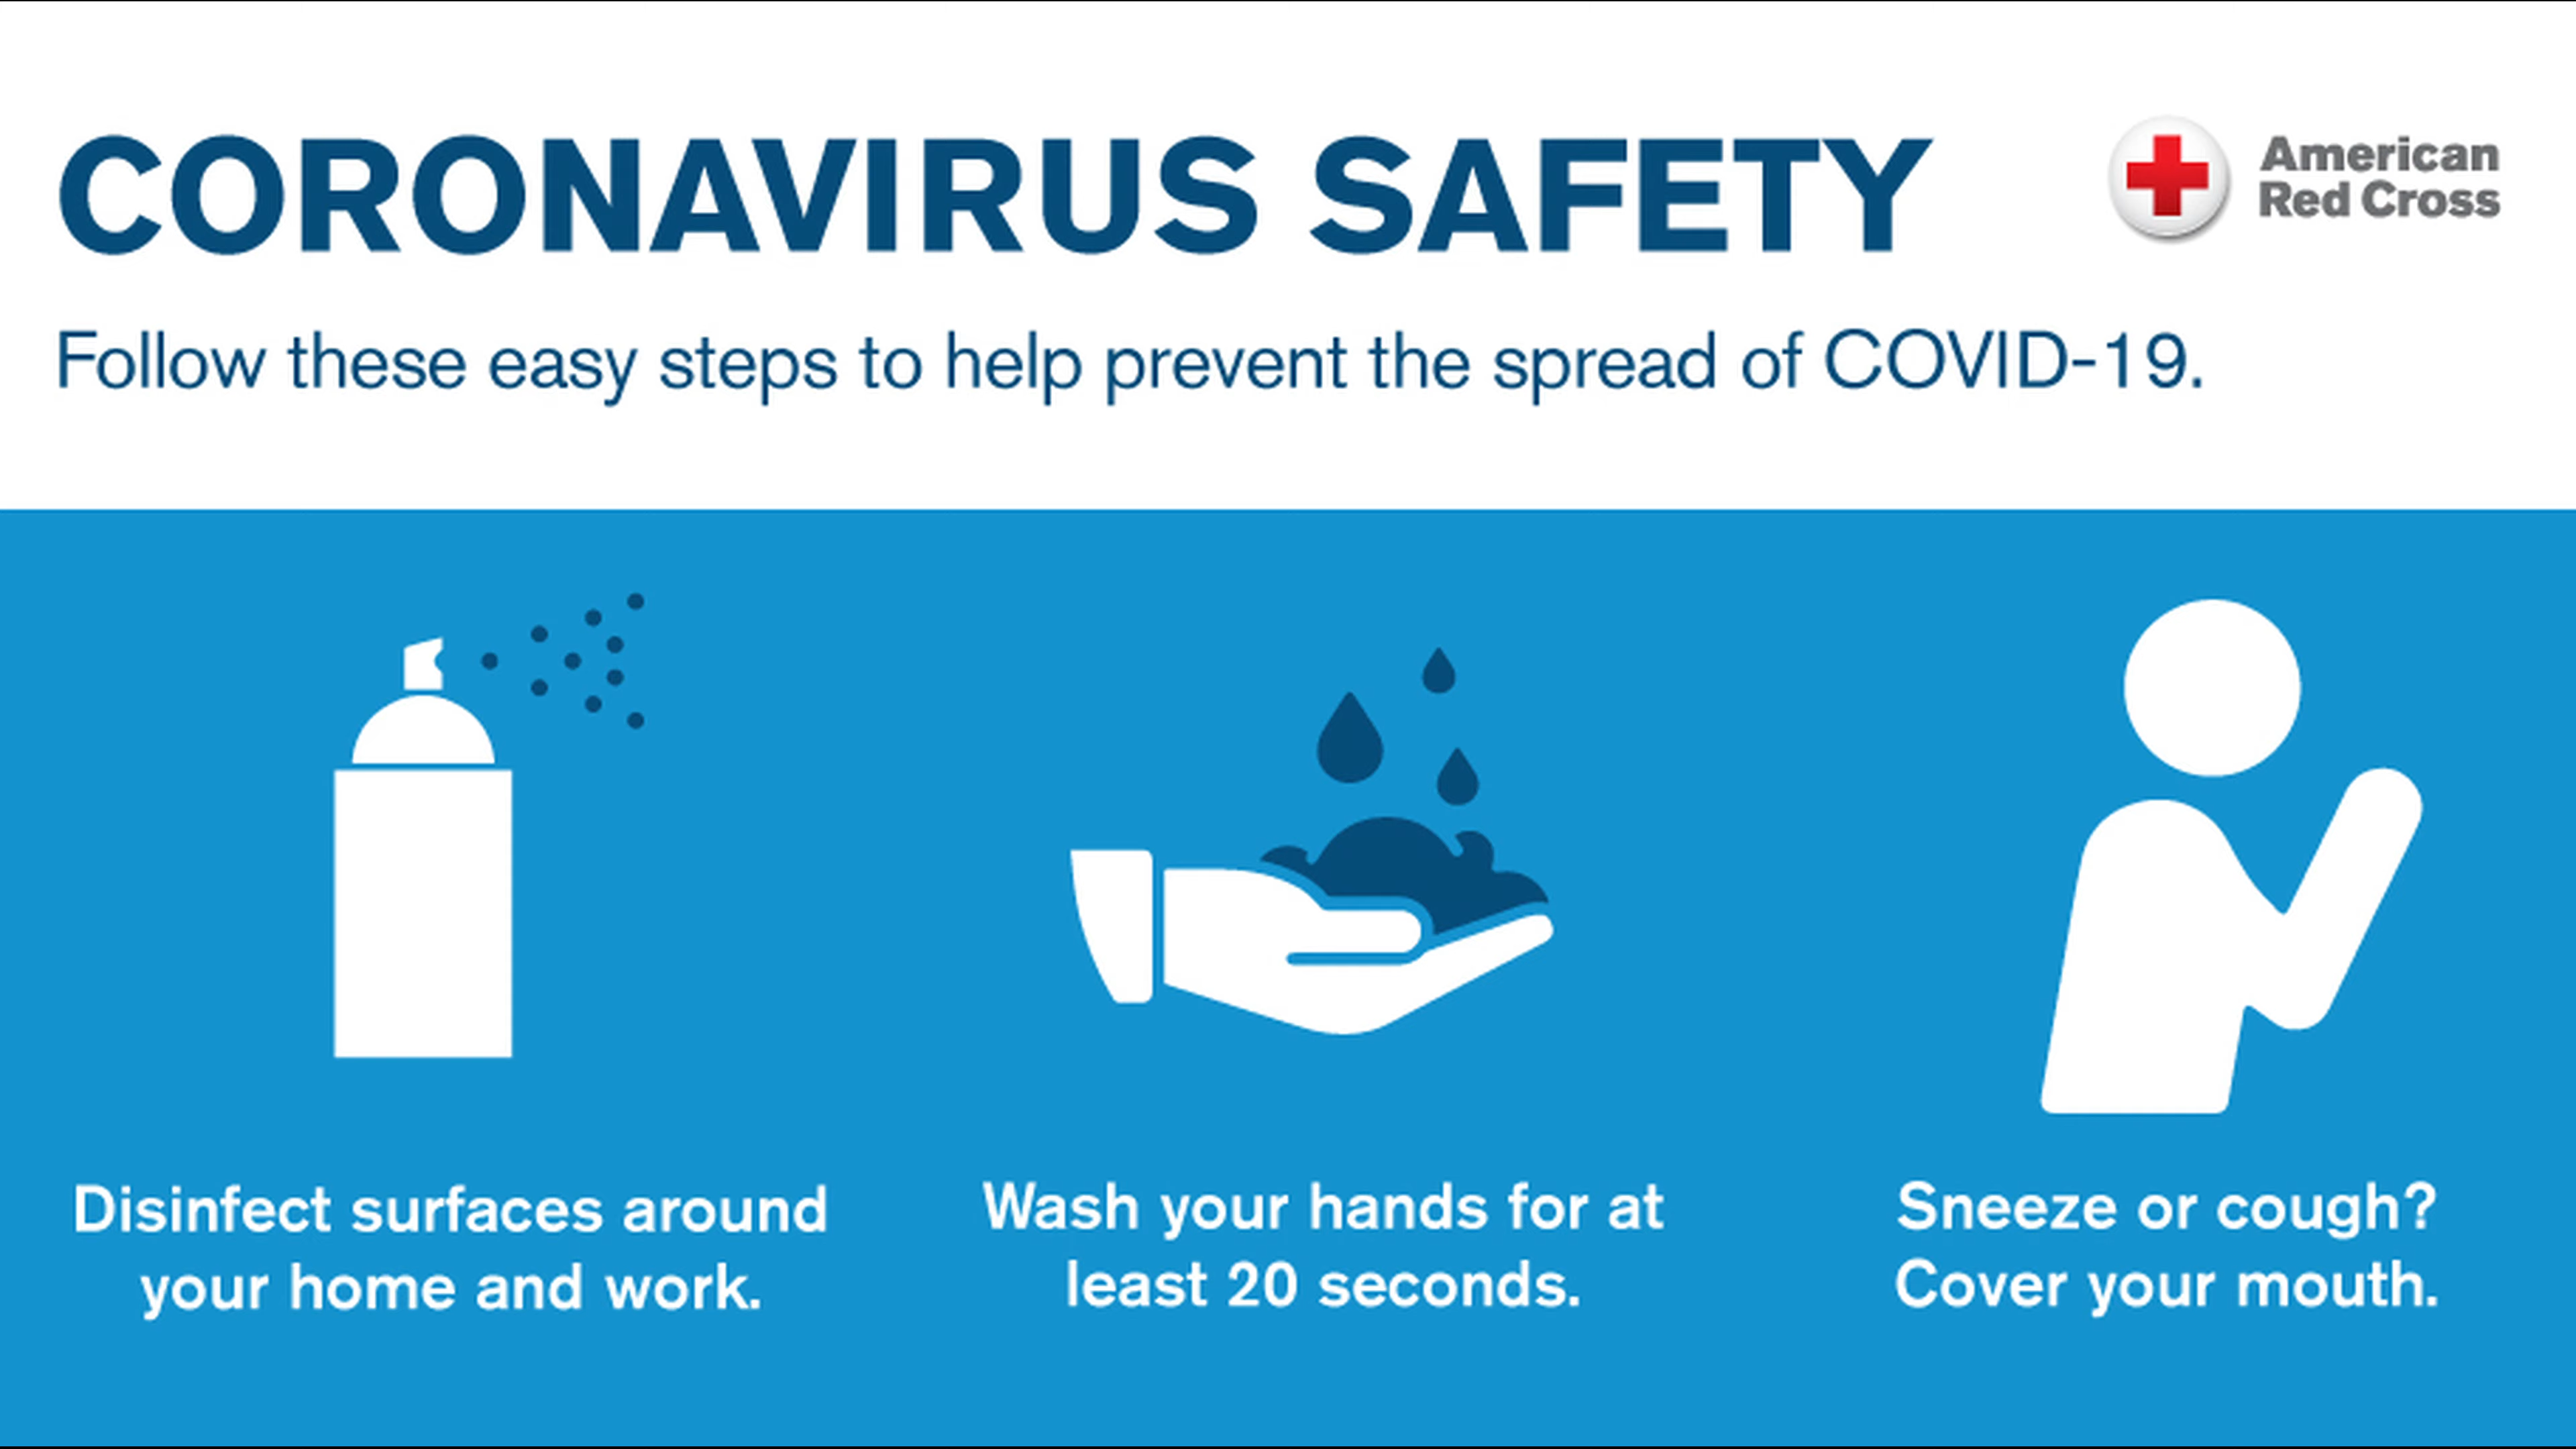 CORONAVIRUS SAFETY
American
Red Cross
Follow these easy steps to help prevent the spread of COVID-19.
Disinfect surfaces around
your home and work.
Wash your hands for at
least 20 seconds.
Sneeze or cough?
Cover your mouth.